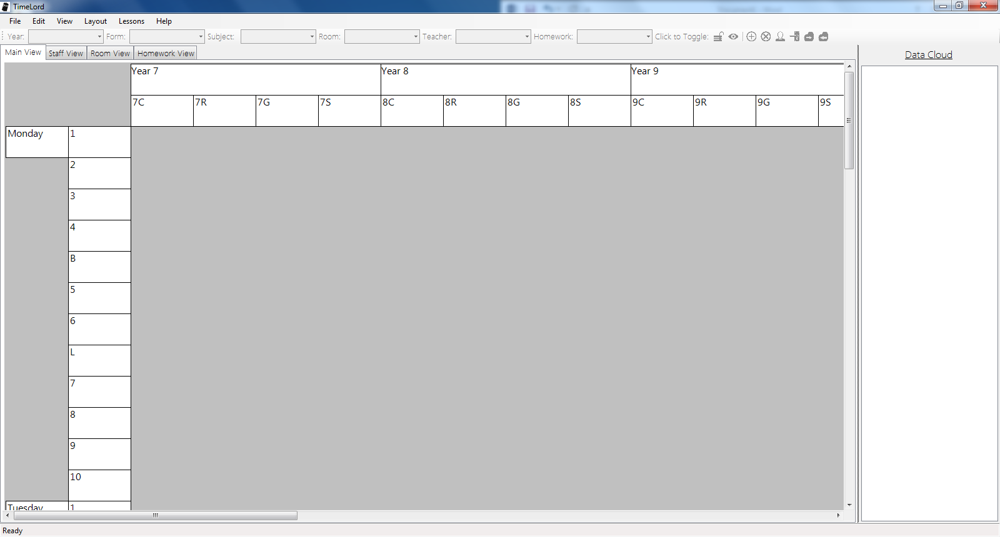 TimeLord
File Edit View Layout Lessons Help
Year: Form: Subject: Room: Teacher: Homework: Click to Toggle:
Main View Staff View Room View Homework View
Data Cloud
Year 7 Year 8 Year 9
7C 7R 7G 7S 8C 8R 8G 8S 9C 9R 9G 9S
Monday 1
2
3
4
B
5
6
L
7
8
9
10
Tuesday 1
Ready